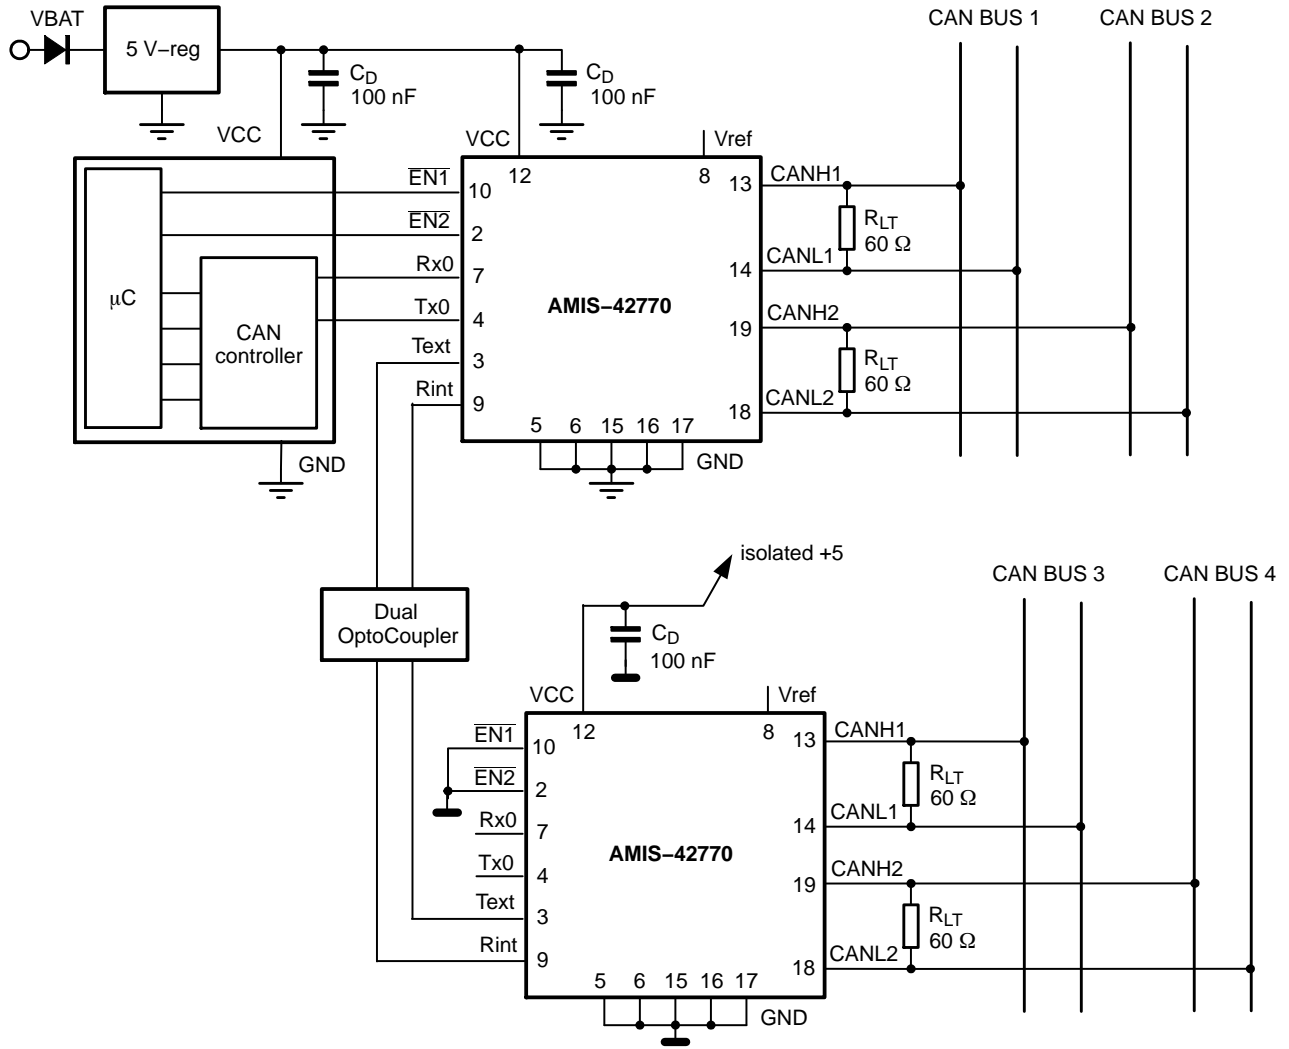 VBAT
5 V−reg
CD
100 nF
CD
100 nF
CAN BUS 1
CAN BUS 2
VCC
VCC
12
Vref
8
EN1
10
EN2
2
Rx0
7
Tx0
4
Text
3
Rint
9
μC
CAN
controller
GND
AMIS−42770
13
CANH1
RLT
60 Ω
14
CANL1
19
CANH2
RLT
60 Ω
18
CANL2
5
6
15
16
17
GND
Dual
OptoCoupler
isolated +5
CD
100 nF
CAN BUS 3
CAN BUS 4
VCC
12
Vref
8
EN1
10
EN2
2
Rx0
7
Tx0
4
Text
3
Rint
9
AMIS−42770
13
CANH1
RLT
60 Ω
14
CANL1
19
CANH2
RLT
60 Ω
18
CANL2
5
6
15
16
17
GND